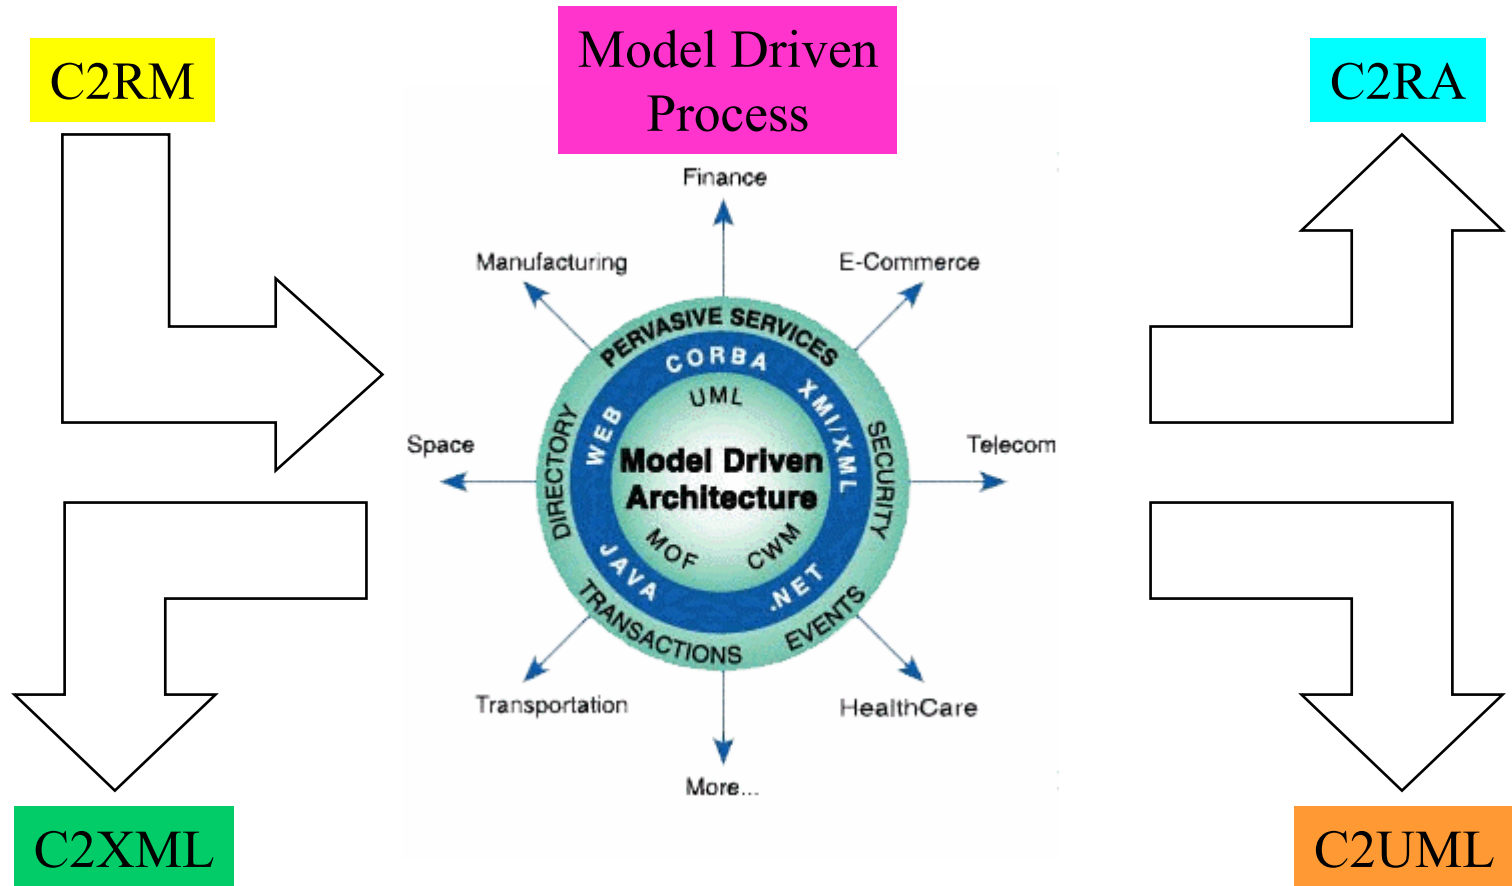 C2RM
Model Driven
Process
C2RA
Finance
Manufacturing
E-Commerce
PERVASIVE SERVICES
CORBA
XMI/XML
UML
WEB
DIRECTORY
SECURITY
Space
Telecom
Model Driven
Architecture
MOF
CWM
JAVA
.NET
TRANSACTIONS
EVENTS
Transportation
HealthCare
More...
C2XML
C2UML